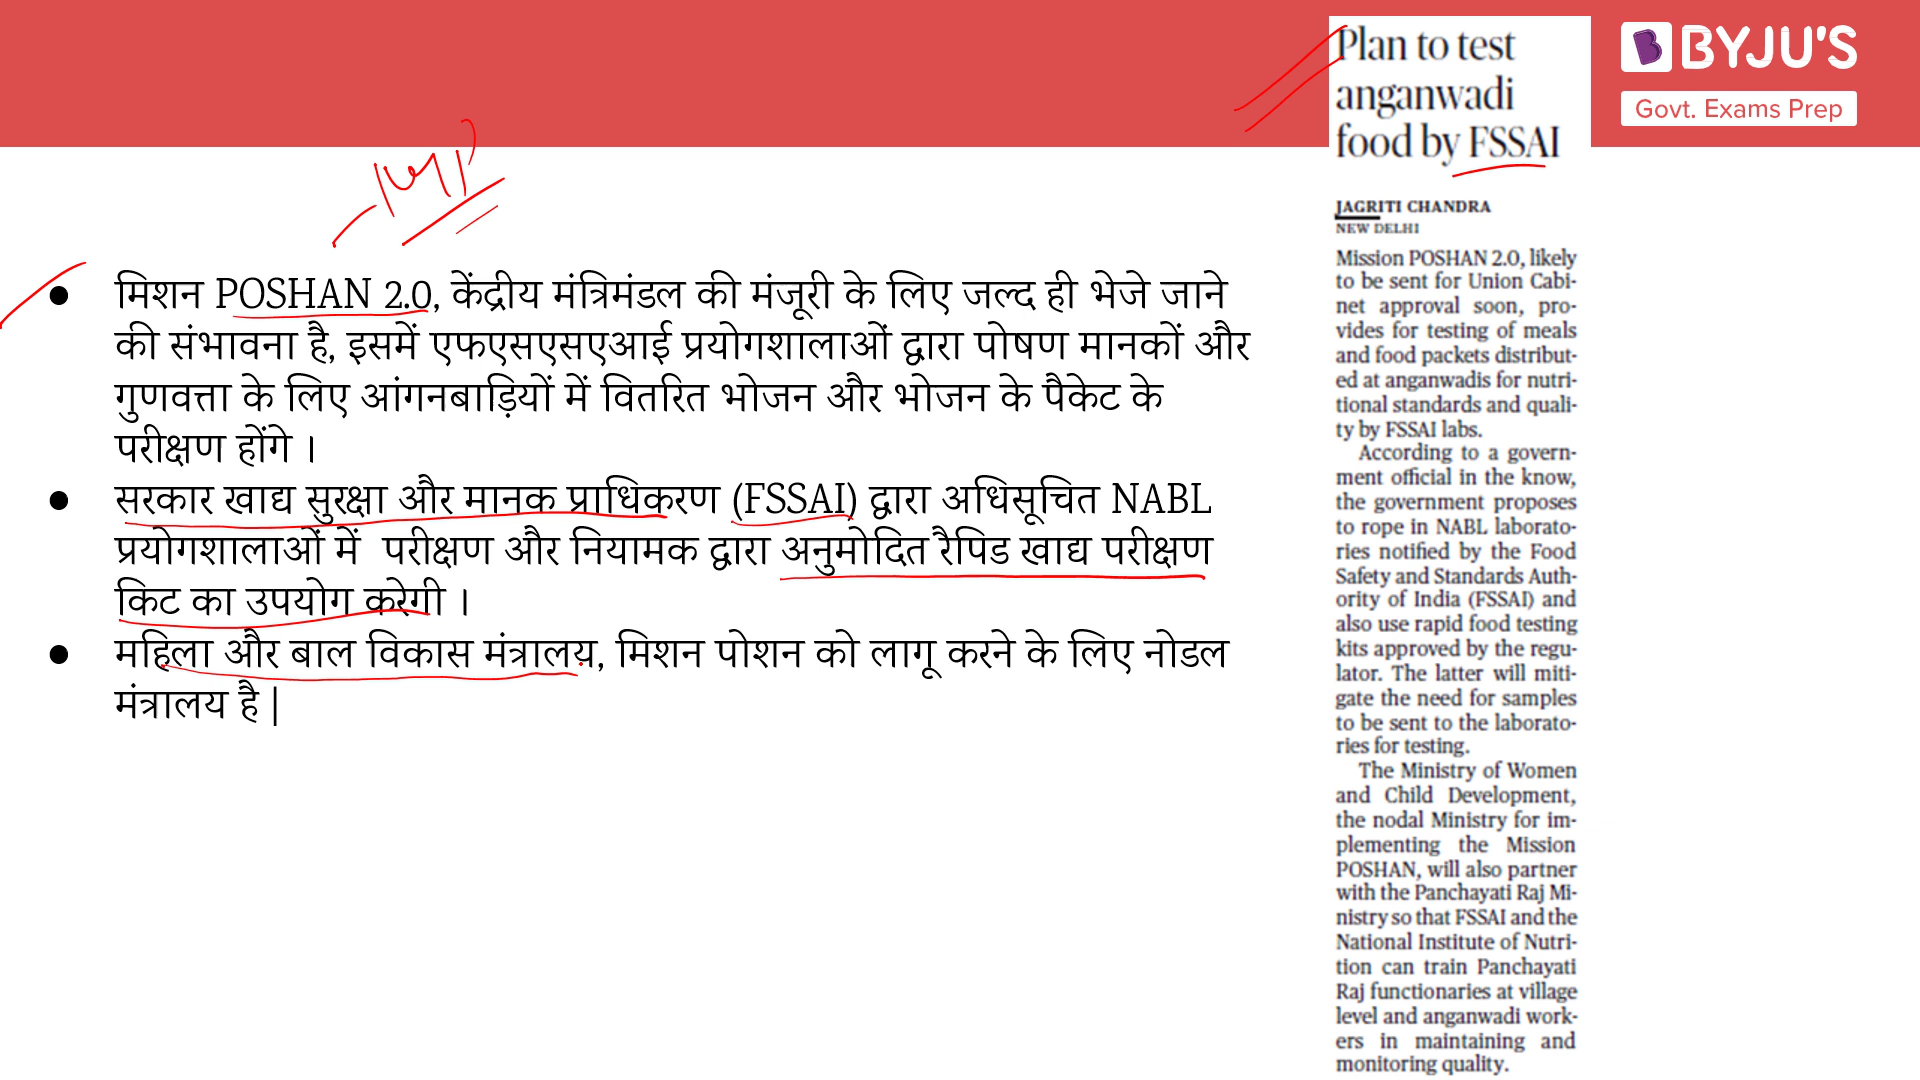 • मिशन POSHAN 2.0, केंद्रीय मंत्रिमंडल की मंजूरी के लिए जल्द ही भेजे जाने
की संभावना है, इसमें एफएसएसएआई प्रयोगशालाओं द्वारा पोषण मानकों और
गुणवत्ता के लिए आंगनबाड़ियों में वितरित भोजन और भोजन के पैकेट के
परीक्षण होंगे ।
• सरकार खाद्य सुरक्षा और मानक प्राधिकरण (FSSAI) द्वारा अधिसूचित NABL
प्रयोगशालाओं में परीक्षण और नियामक द्वारा अनुमोदित रैपिड खाद्य परीक्षण
किट का उपयोग करेगी ।
• महिला और बाल विकास मंत्रालय, मिशन पोशन को लागू करने के लिए नोडल
मंत्रालय है |
Plan to test
anganwadi
food by FSSAI
JAGRITI CHANDRA
NEW DELHI
Mission POSHAN 2.0, likely
to be sent for Union Cabi-
net approval soon, pro-
vides for testing of meals
and food packets distribut-
ed at anganwadis for nutri-
tional standards and quali-
ty by FSSAI labs.
According to a govern-
ment official in the know,
the government proposes
to rope in NABL laborato-
ries notified by the Food
Safety and Standards Auth-
ority of India (FSSAI) and
also use rapid food testing
kits approved by the regu-
lator. The latter will miti-
gate the need for samples
to be sent to the laborato-
ries for testing.
The Ministry of Women
and Child Development,
the nodal Ministry for im-
plementing the Mission
POSHAN, will also partner
with the Panchayati Raj Mi-
nistry so that FSSAI and the
National Institute of Nutri-
tion can train Panchayati
Raj functionaries at village
level and anganwadi work-
ers in maintaining and
monitoring quality.
BYJU'S
Govt. Exams Prep